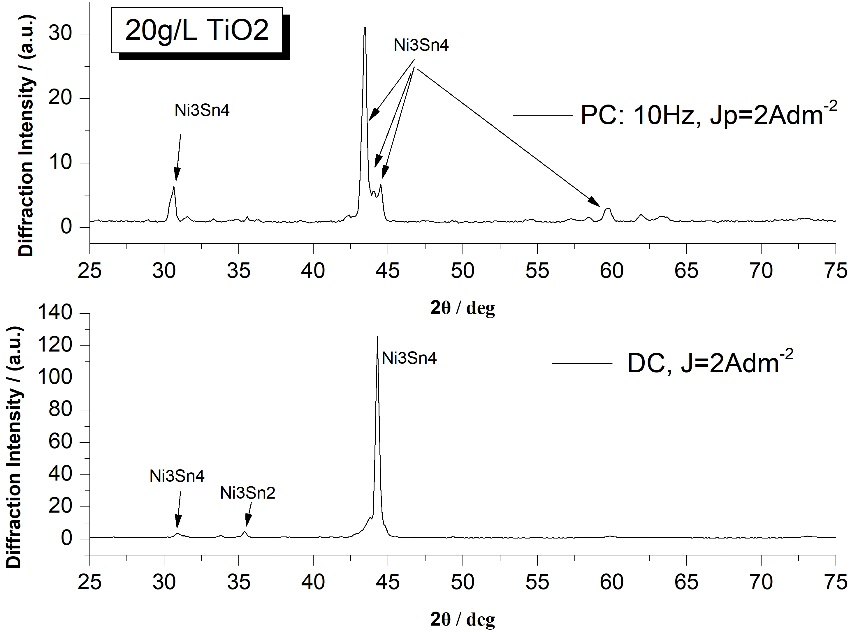 20g/L TiO2
Diffraction Intensity / (a.u.)
30
20
10
0
Ni3Sn4
Ni3Sn4
PC: 10Hz, Jp=2Adm-2
25 30 35 40 45 50 55 60 65 70 75
2θ / deg
Diffraction Intensity / (a.u.)
140
120
100
80
60
40
20
0
Ni3Sn4
DC, J=2Adm-2
Ni3Sn4
Ni3Sn2
25 30 35 40 45 50 55 60 65 70 75
2θ / deg